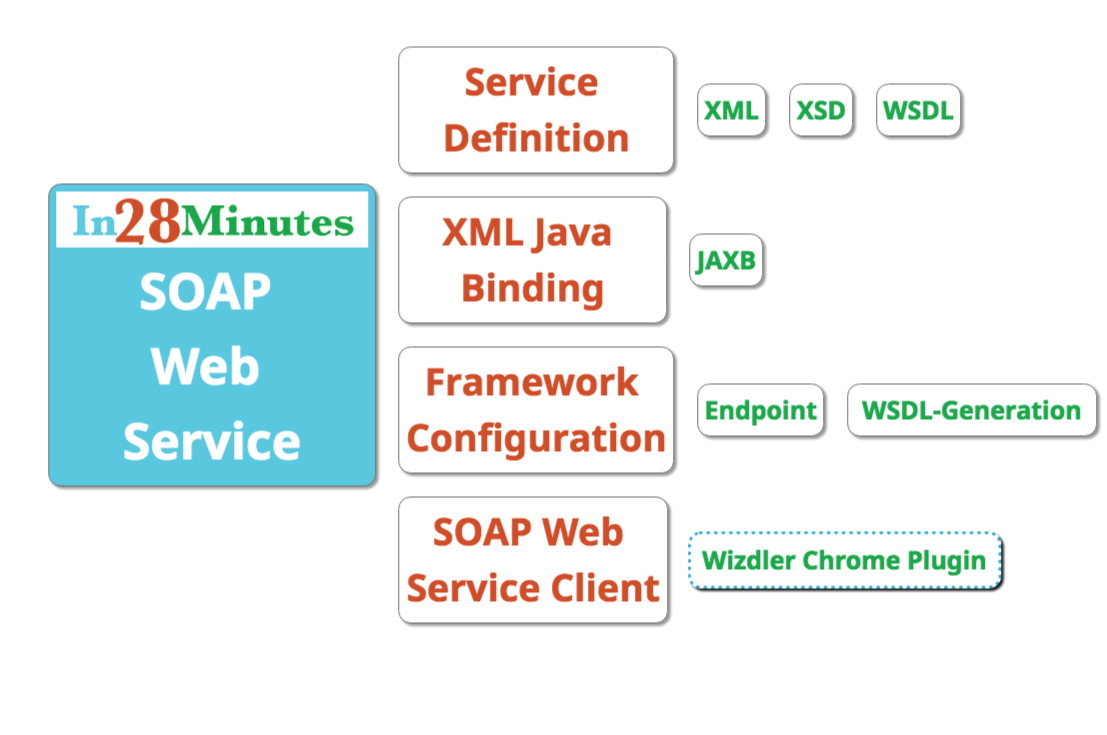 In28Minutes
SOAP
Web
Service
Service
Definition
XML
XSD
WSDL
XML Java
Binding
JAXB
Framework
Configuration
Endpoint
WSDL-Generation
SOAP Web
Service Client
Wizdler Chrome Plugin